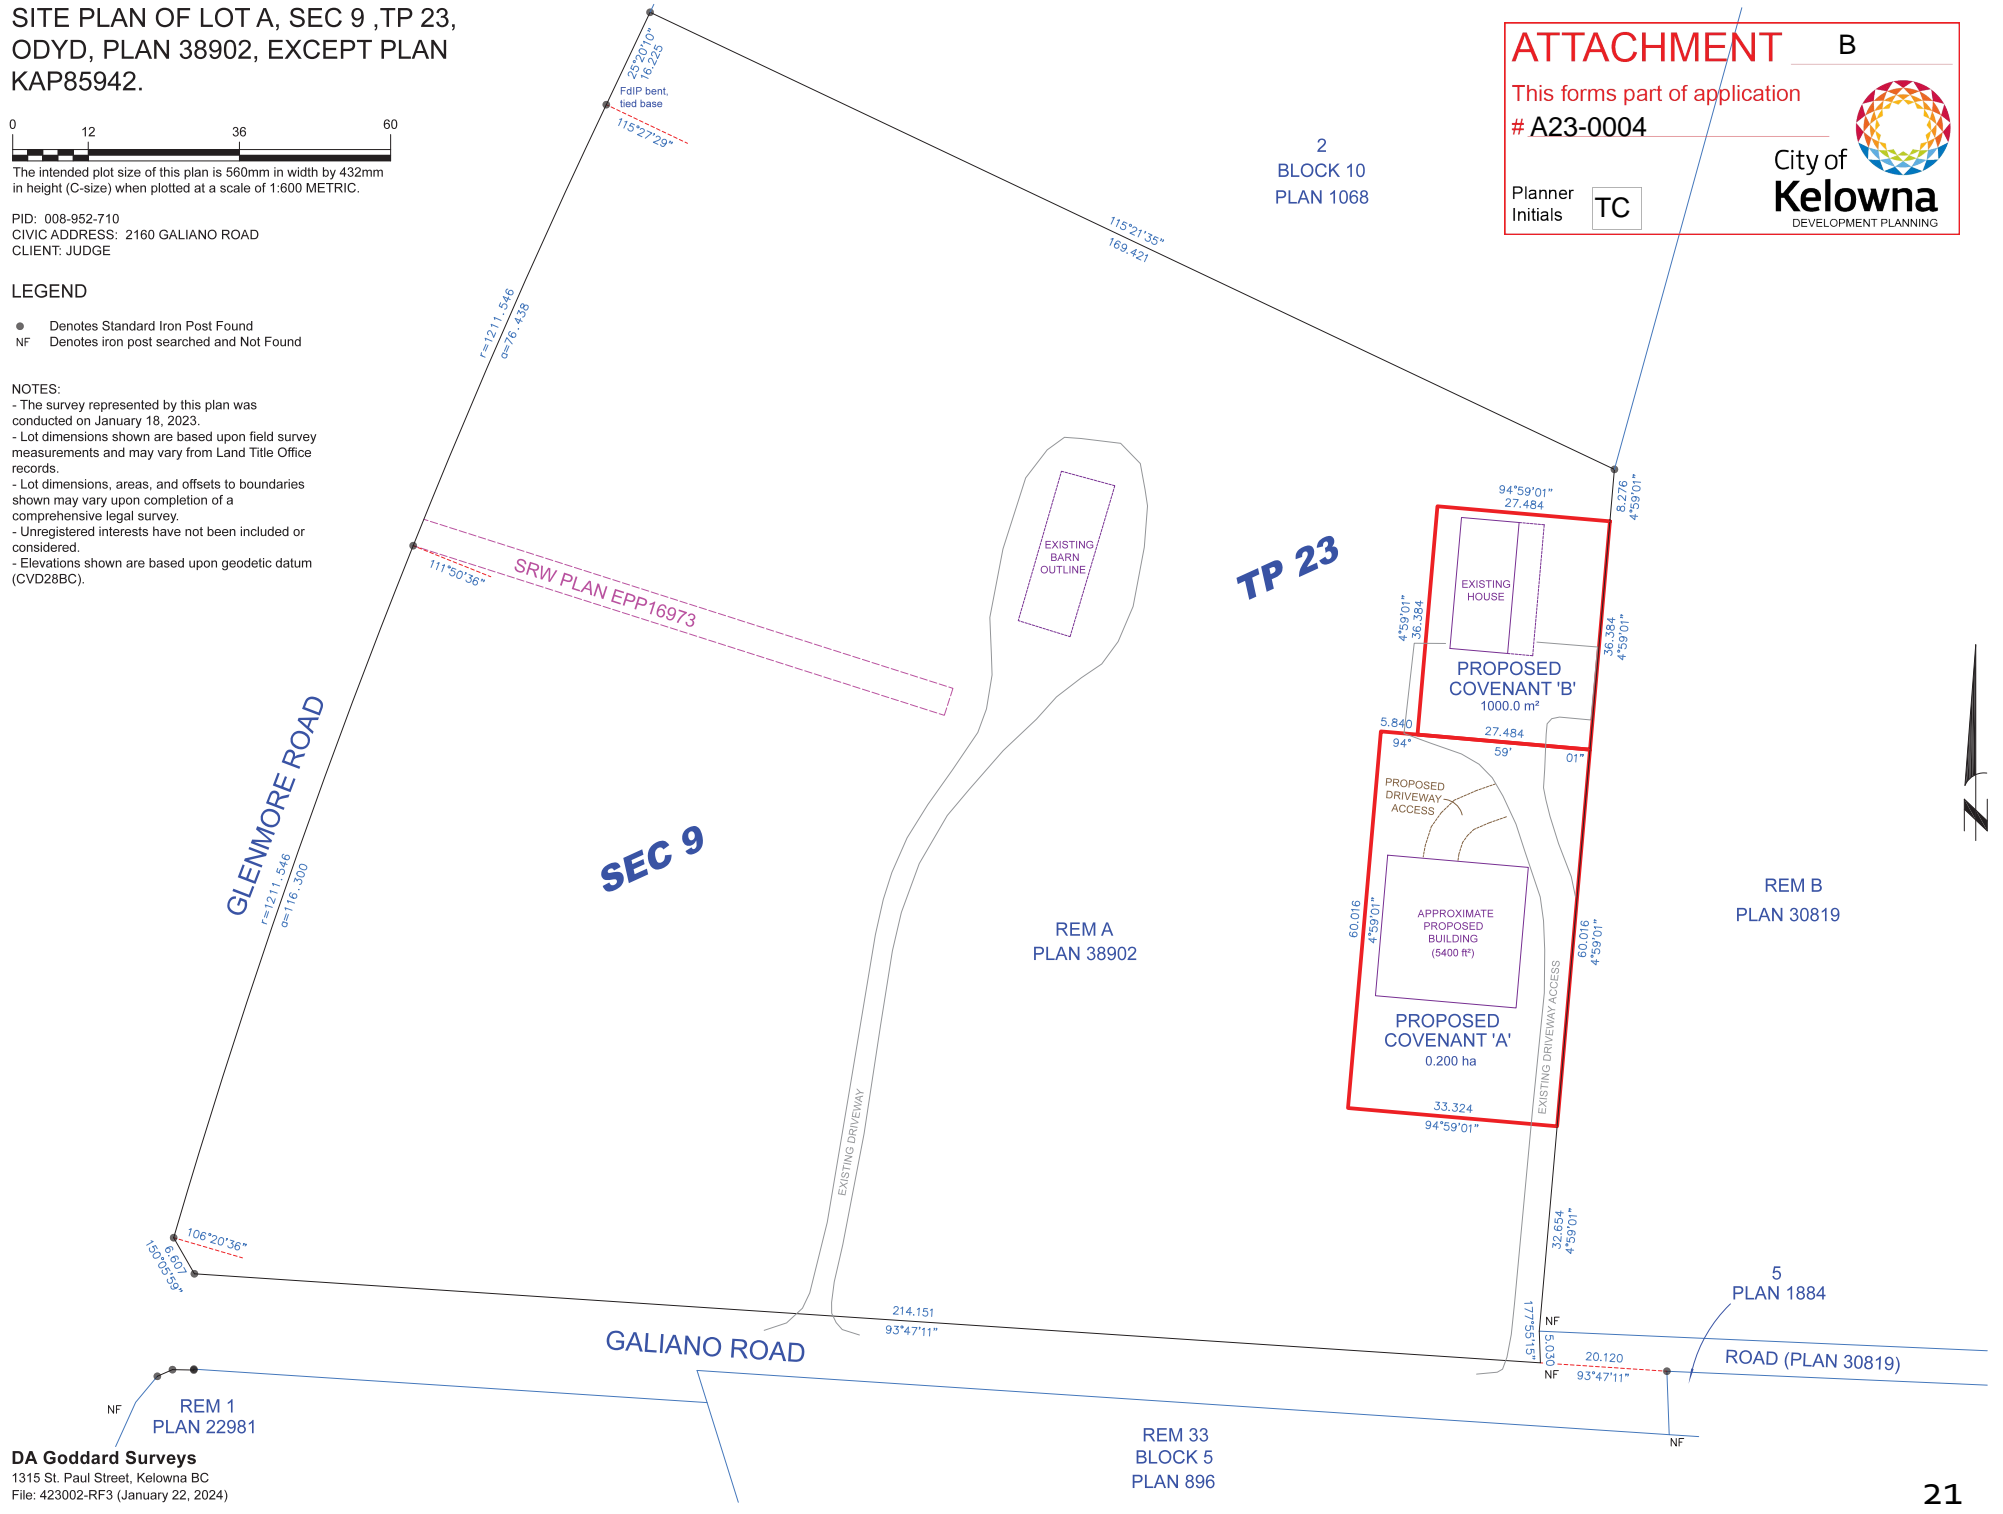 SITE PLAN OF LOT A, SEC 9 ,TP 23,
ODYD, PLAN 38902, EXCEPT PLAN
KAP85942.
0 12 36 60
The intended plot size of this plan is 560mm in width by 432mm
in height (C-size) when plotted at a scale of 1:600 METRIC.
PID: 008-952-710
CIVIC ADDRESS: 2160 GALIANO ROAD
CLIENT: JUDGE
LEGEND
Denotes Standard Iron Post Found
NF Denotes iron post searched and Not Found
NOTES:
- The survey represented by this plan was
conducted on January 18, 2023.
- Lot dimensions shown are based upon field survey
measurements and may vary from Land Title Office
records.
- Lot dimensions, areas, and offsets to boundaries
shown may vary upon completion of a
comprehensive legal survey.
- Unregistered interests have not been included or
considered.
- Elevations shown are based upon geodetic datum
(CVD28BC).
ATTACHMENT B
This forms part of application
# A23-0004
City of
Kelowna
DEVELOPMENT PLANNING
Planner
Initials
TC
25°20'10"
16.225
FdIP bent,
tied base
115°27'29"
2
BLOCK 10
PLAN 1068
115°21'35"
169.421
r=1211.546
a=76.438
8.276
4°59'01"
94°59'01"
27.484
EXISTING
BARN
OUTLINE
TP 23
111°50'36"
SRW PLAN EPP16973
EXISTING
HOUSE
4°59'01"
36.384
36.384
4°59'01"
PROPOSED
COVENANT 'B'
1000.0 m²
5.840
27.484
94° 59' 01"
PROPOSED
DRIVEWAY
ACCESS
GLENMORE ROAD
r=1211.546
a=116.300
SEC 9
REM A
PLAN 38902
60.016
4°59'01"
APPROXIMATE
PROPOSED
BUILDING
(5400 ft²)
60.016
4°59'01"
REM B
PLAN 30819
PROPOSED
COVENANT 'A'
0.200 ha
EXISTING DRIVEWAY ACCESS
33.324
94°59'01"
EXISTING DRIVEWAY
106°20'36"
6.607
150°05'59"
32.654
4°59'01"
5
PLAN 1884
214.151
93°47'11"
GALIANO ROAD
177°55'15"
5.030
NF
NF
20.120
93°47'11"
ROAD (PLAN 30819)
NF
REM 1
PLAN 22981
REM 33
BLOCK 5
PLAN 896
NF
N
DA Goddard Surveys
1315 St. Paul Street, Kelowna BC
File: 423002-RF3 (January 22, 2024)
21